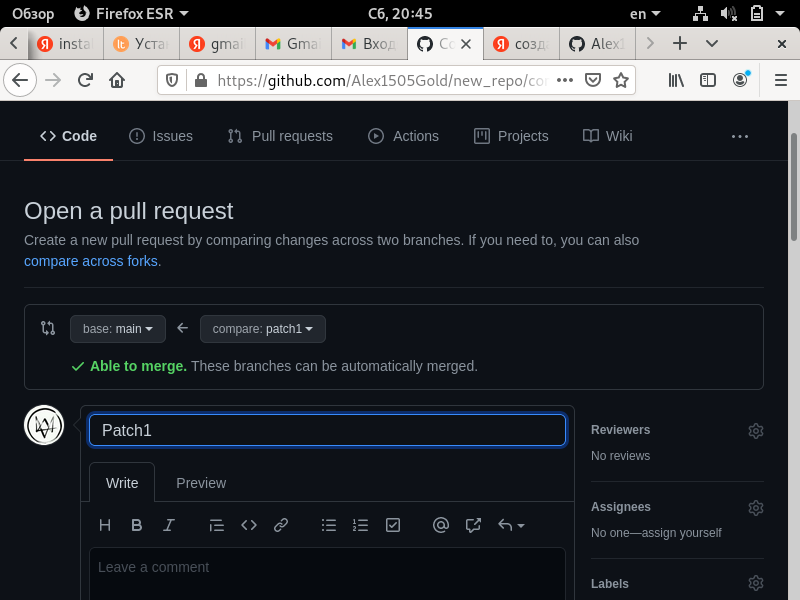 Обзор Firefox ESR Сб, 20:45 en
insta Уста gmai Gma Вход Co созда Alex1
https://github.com/Alex1505Gold/new_repo/co
Code Issues Pull requests Actions Projects Wiki
Open a pull request
Create a new pull request by comparing changes across two branches. If you need to, you can also
compare across forks.
base: main compare: patch1
Able to merge. These branches can be automatically merged.
Patch1
Reviewers
No reviews
Write Preview
Assignees
No one—assign yourself
Leave a comment
Labels